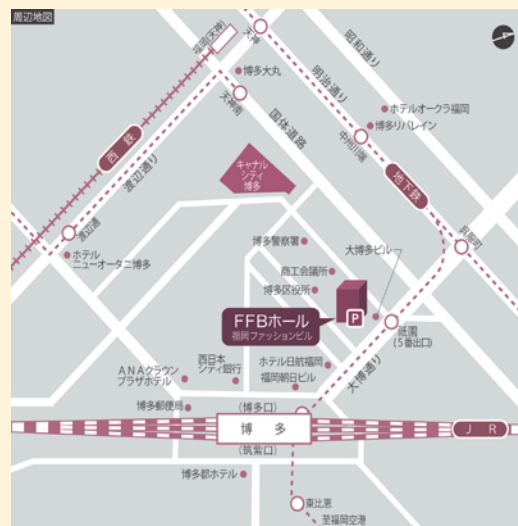 周辺地図
福岡(天神)
天神
昭和通り
明治通り
博多大丸
天神南
国体道路
ホテルオークラ福岡
博多リバレイン
中州川端
西 鉄
渡辺通り
キャナル
シティ
博多
地下鉄
渡辺通
呉服町
博多警察署
大博多ビル
ホテル
ニューオータニ博多
商工会議所
博多区役所
FFBホール
福岡ファッションビル
P
祇園
(5番出口)
大博通り
ANAクラウン
プラザホテル
西日本
シティ銀行
ホテル日航福岡
福岡朝日ビル
博多郵便局
(博多口)
博 多
J R
(筑紫口)
博多都ホテル
東比恵
至福岡空港